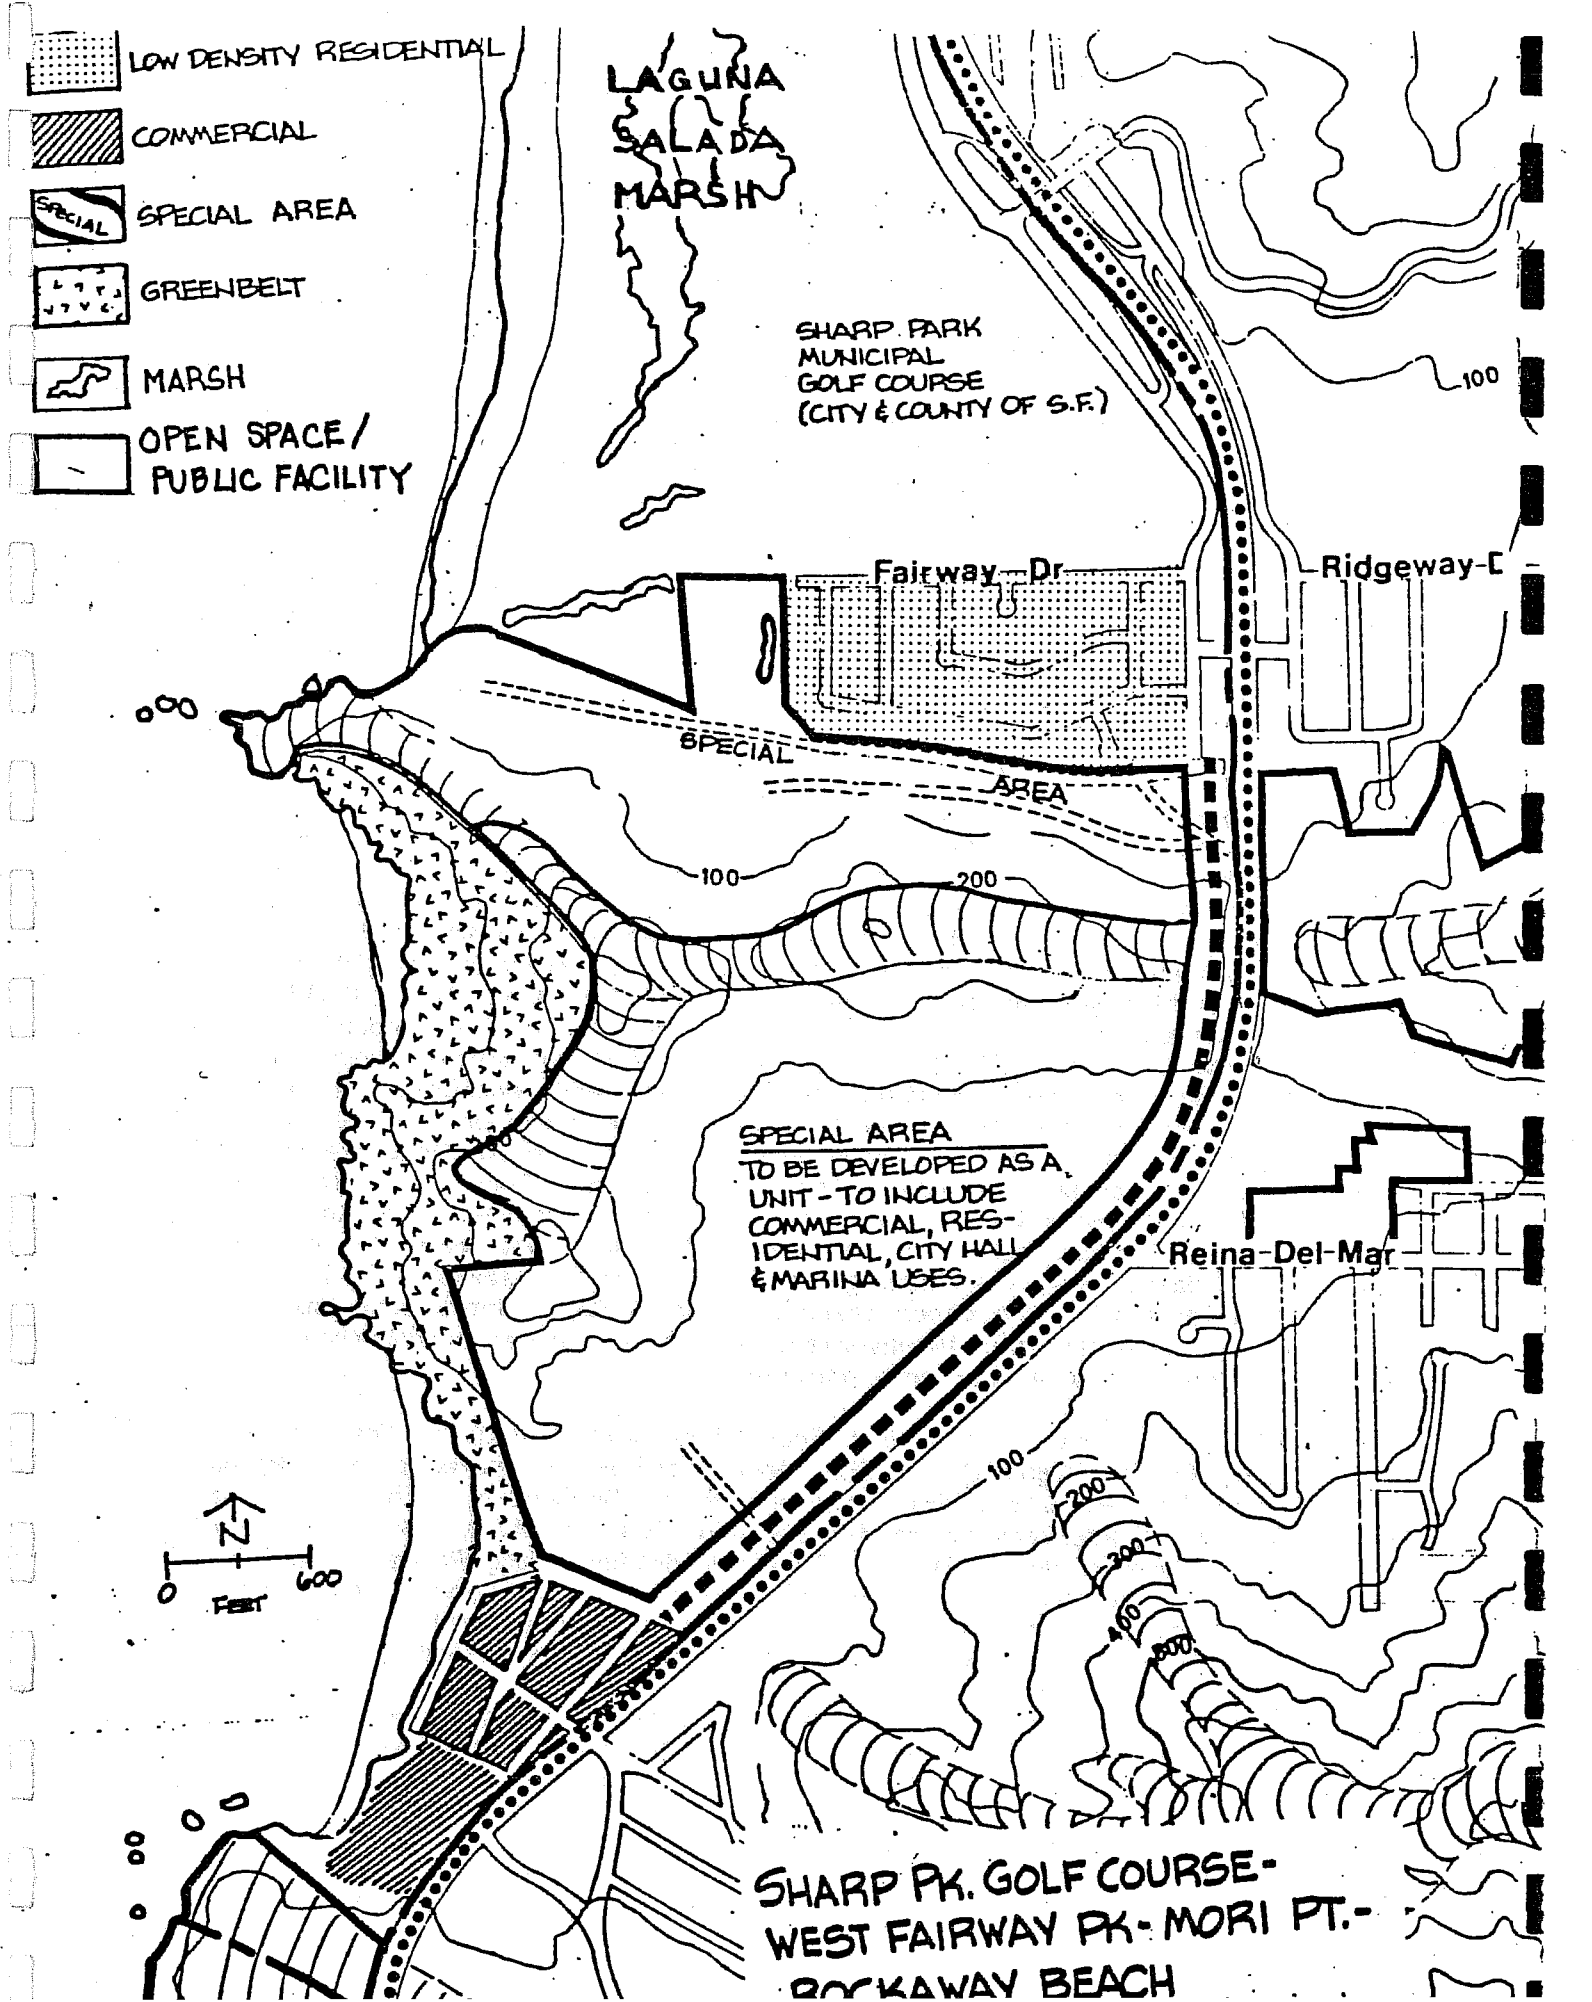 LOW DENSITY RESIDENTIAL
COMMERCIAL
SPECIAL
SPECIAL AREA
GREENBELT
MARSH
OPEN SPACE/
PUBLIC FACILITY
LAGUNA
SALADA
MARSH
SHARP PARK
MUNICIPAL
GOLF COURSE
(CITY & COUNTY OF S.F.)
100
Fairway Dr
Ridgeway-D
SPECIAL
AREA
100
200
SPECIAL AREA
TO BE DEVELOPED AS A
UNIT - TO INCLUDE
COMMERCIAL, RES-
IDENTIAL, CITY HALL
& MARINA USES.
Reina-Del-Mar
100
200
300
400
500
N
0 600
FEET
SHARP PK. GOLF COURSE-
WEST FAIRWAY PK- MORI PT.-
ROCKAWAY BEACH